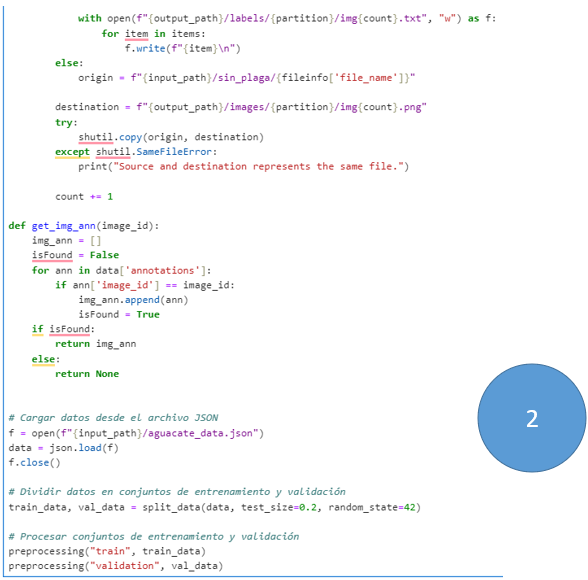 with open(f"{output_path}/labels/{partition}/img{count}.txt", "w") as f:
                for item in items:
                    f.write(f"{item}\n")
        else:
            origin = f"{input_path}/sin_plaga/{fileinfo['file_name']}"

        destination = f"{output_path}/images/{partition}/img{count}.png"
        try:
            shutil.copy(origin, destination)
        except shutil.SameFileError:
            print("Source and destination represents the same file.")

        count += 1

def get_img_ann(image_id):
    img_ann = []
    isFound = False
    for ann in data['annotations']:
        if ann['image_id'] == image_id:
            img_ann.append(ann)
            isFound = True
    if isFound:
        return img_ann
    else:
        return None

# Cargar datos desde el archivo JSON
f = open(f"{input_path}/aguacate_data.json")
data = json.load(f)
f.close()

# Dividir datos en conjuntos de entrenamiento y validación
train_data, val_data = split_data(data, test_size=0.2, random_state=42)

# Procesar conjuntos de entrenamiento y validación
preprocessing("train", train_data)
preprocessing("validation", val_data)
2